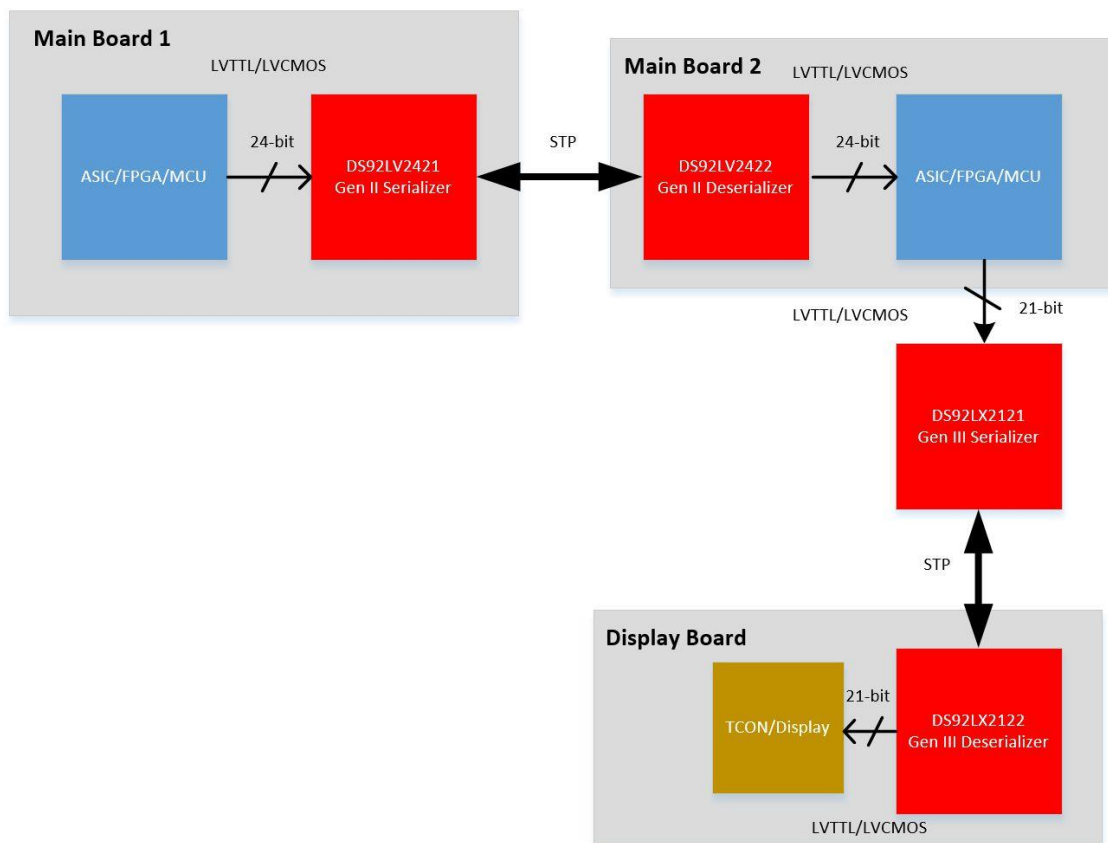 Main Board 1
LVTTL/LVCMOS
ASIC/FPGA/MCU
24-bit
DS92LV2421
Gen II Serializer
STP
Main Board 2
LVTTL/LVCMOS
DS92LV2422
Gen II Deserializer
24-bit
ASIC/FPGA/MCU
LVTTL/LVCMOS
21-bit
DS92LX2121
Gen III Serializer
STP
Display Board
TCON/Display
21-bit
DS92LX2122
Gen III Deserializer
LVTTL/LVCMOS